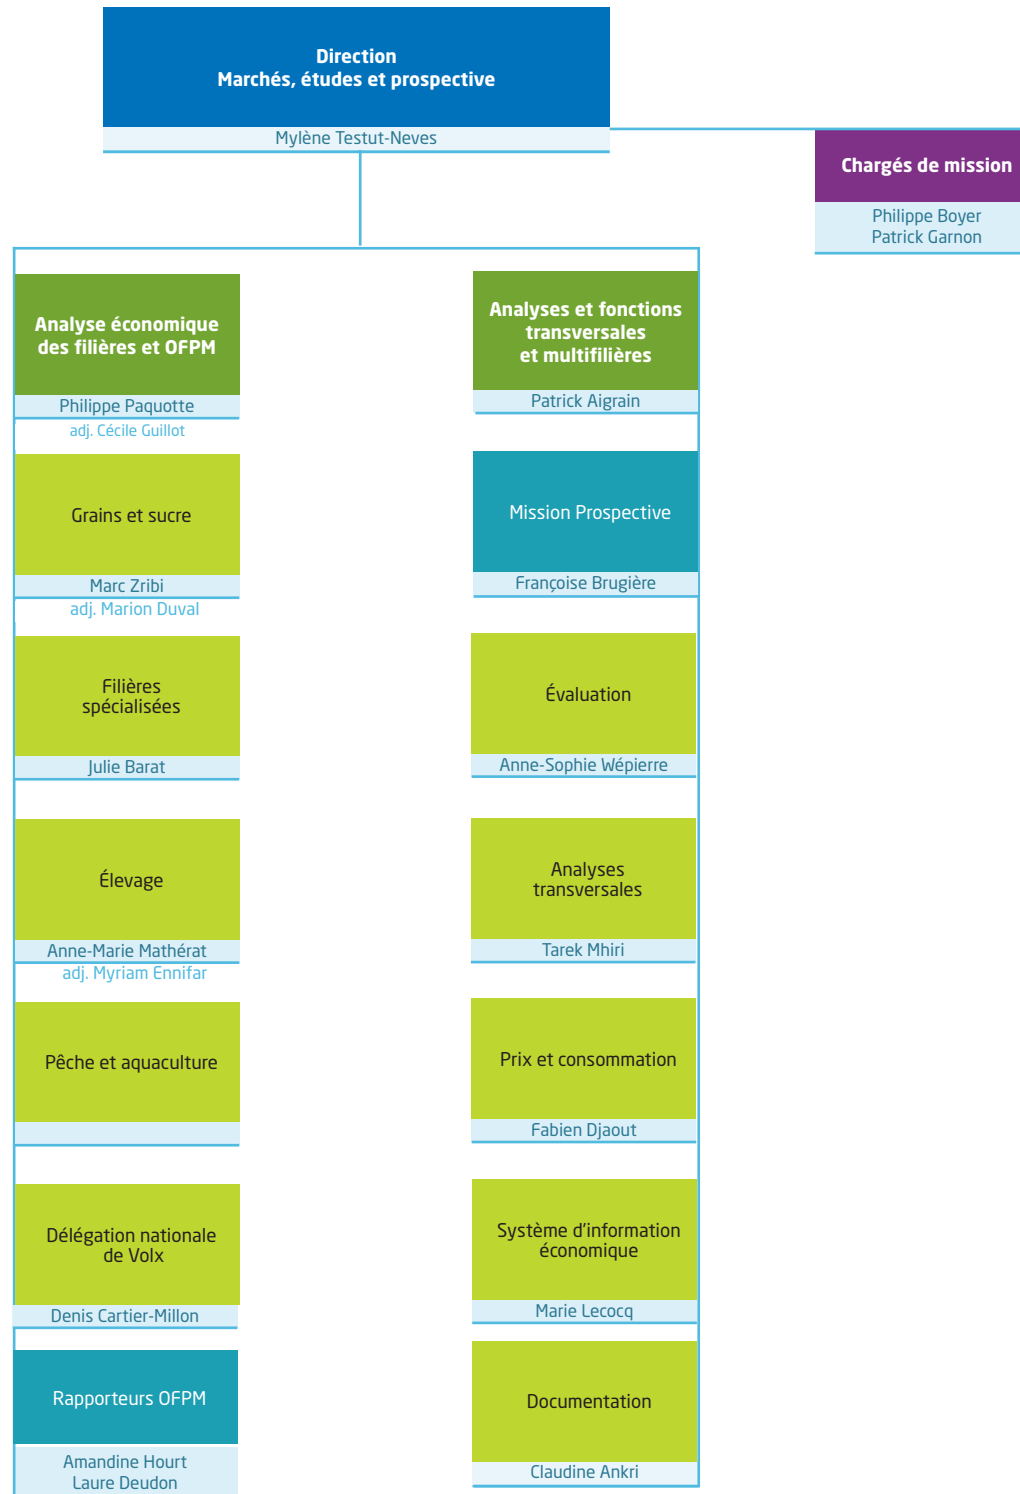 Direction
Marchés, études et prospective
Mylène Testut-Neves
Chargés de mission
Philippe Boyer
Patrick Garnon
Analyse économique
des filières et OFPM
Philippe Paquotte
adj. Cécile Guillot
Grains et sucre
Marc Zribi
adj. Marion Duval
Filières
spécialisées
Julie Barat
Élevage
Anne-Marie Mathérat
adj. Myriam Ennifar
Pêche et aquaculture
Délégation nationale
de Volx
Denis Cartier-Millon
Rapporteurs OFPM
Amandine Hourt
Laure Deudon
Analyses et fonctions
transversales
et multifilières
Patrick Aigrain
Mission Prospective
Françoise Brugière
Évaluation
Anne-Sophie Wépierre
Analyses
transversales
Tarek Mhiri
Prix et consommation
Fabien Djaout
Système d'information
économique
Marie Lecocq
Documentation
Claudine Ankri